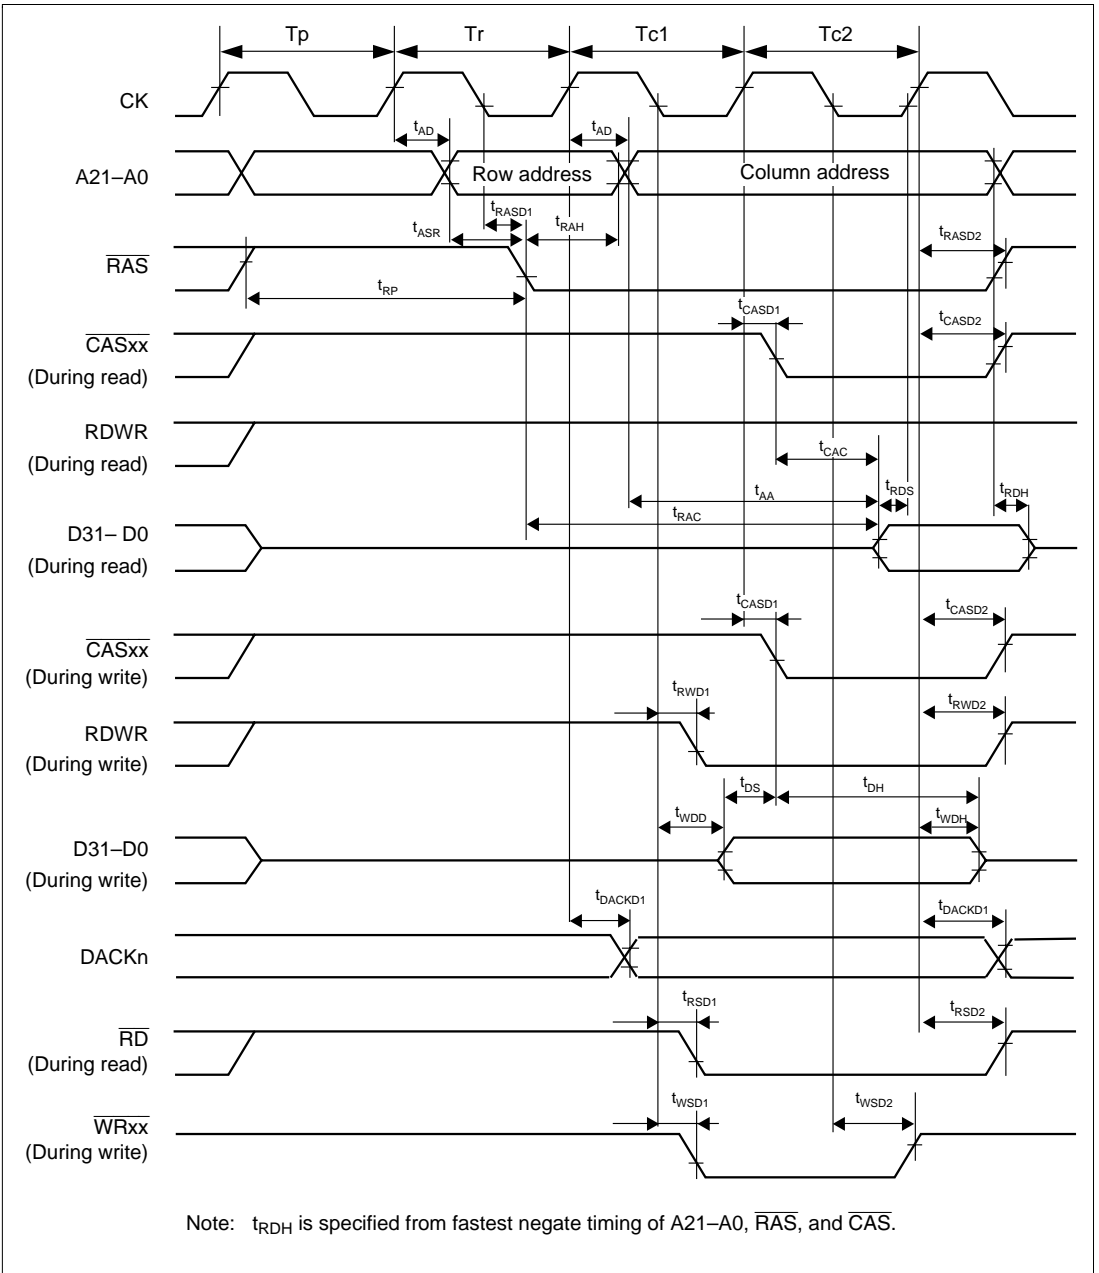 Tp Tr Tc1 Tc2
CK
tAD tAD
A21–A0 Row address Column address
tRASD1
tASR tRAH tRASD2
RAS
tRP
tCASD1 tCASD2
CASxx
(During read)
RDWR
(During read)
tCAC
tAA tRDS tRDH
tRAC
D31– D0
(During read)
tCASD1 tCASD2
CASxx
(During write)
tRWD1 tRWD2
RDWR
(During write)
tDS tDH
tWDD tWDH
D31–D0
(During write)
tDACKD1 tDACKD1
DACKn
tRSD1 tRSD2
RD
(During read)
tWSD1 tWSD2
WRxx
(During write)
Note: tRDH is specified from fastest negate timing of A21–A0, RAS, and CAS.